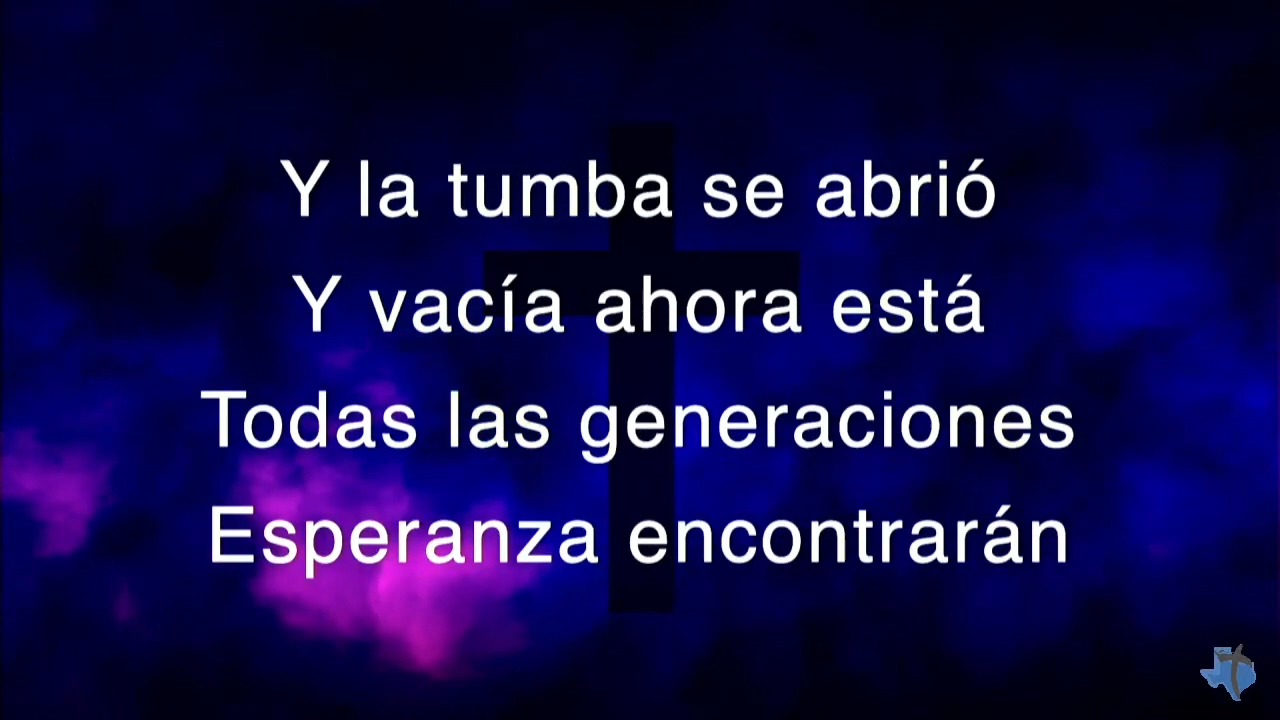 Y la tumba se abrió
Y vacía ahora está
Todas las generaciones
Esperanza encontrarán